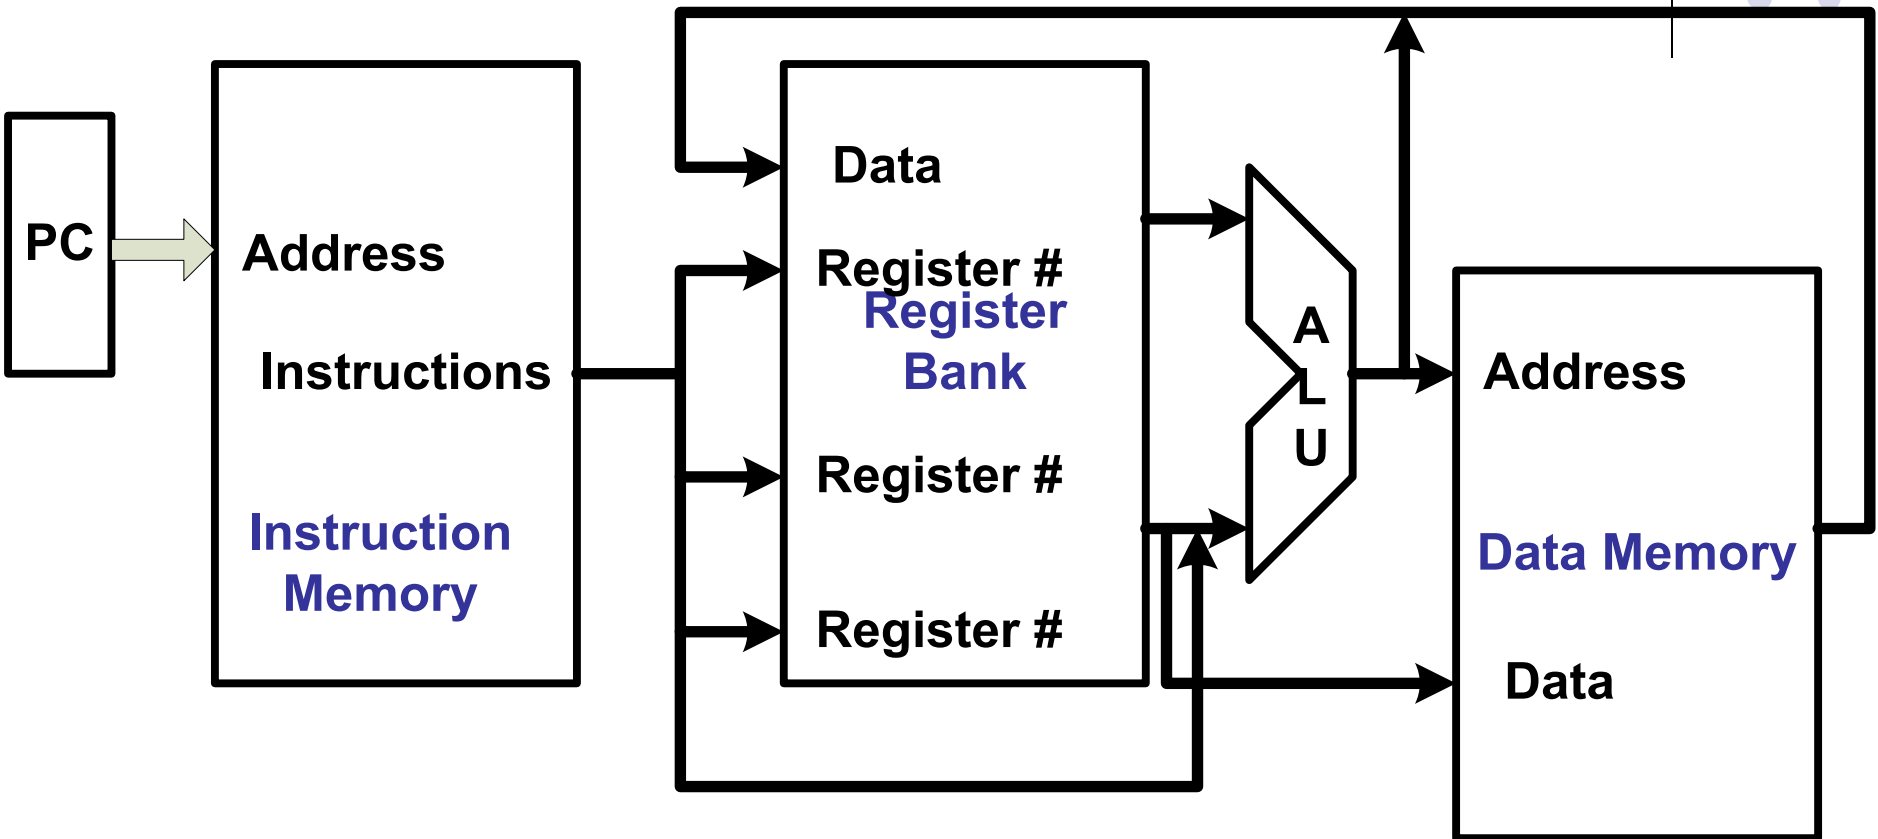 PC
Address
Instructions
Instruction
Memory
Data
Register #
Register
Bank
Register #
Register #
A
L
U
Address
Data Memory
Data